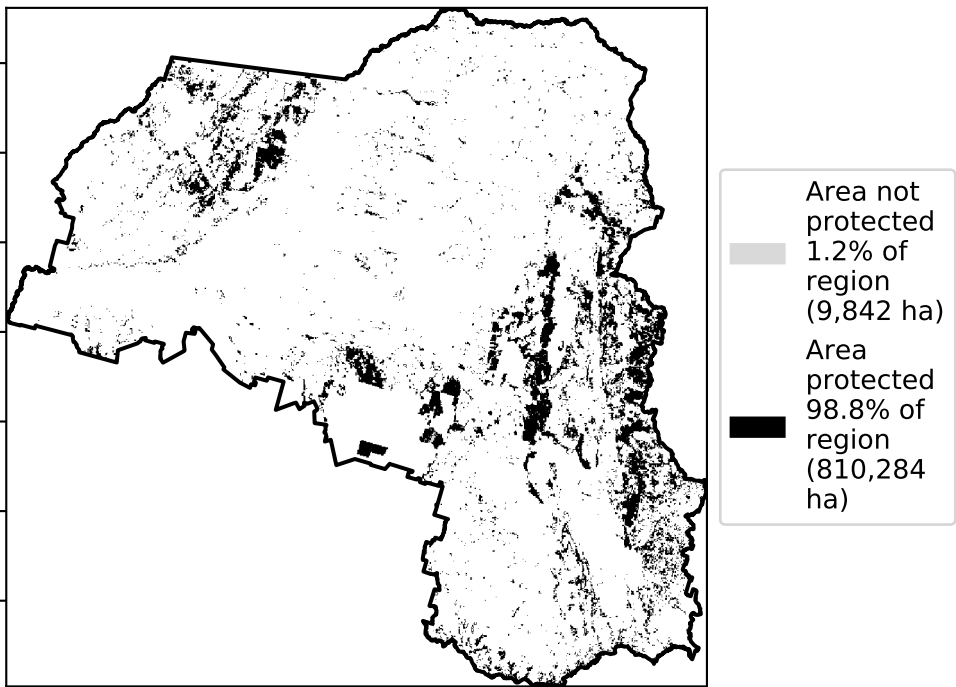 Area not
protected
1.2% of
region
(9,842 ha)
Area
protected
98.8% of
region
(810,284
ha)